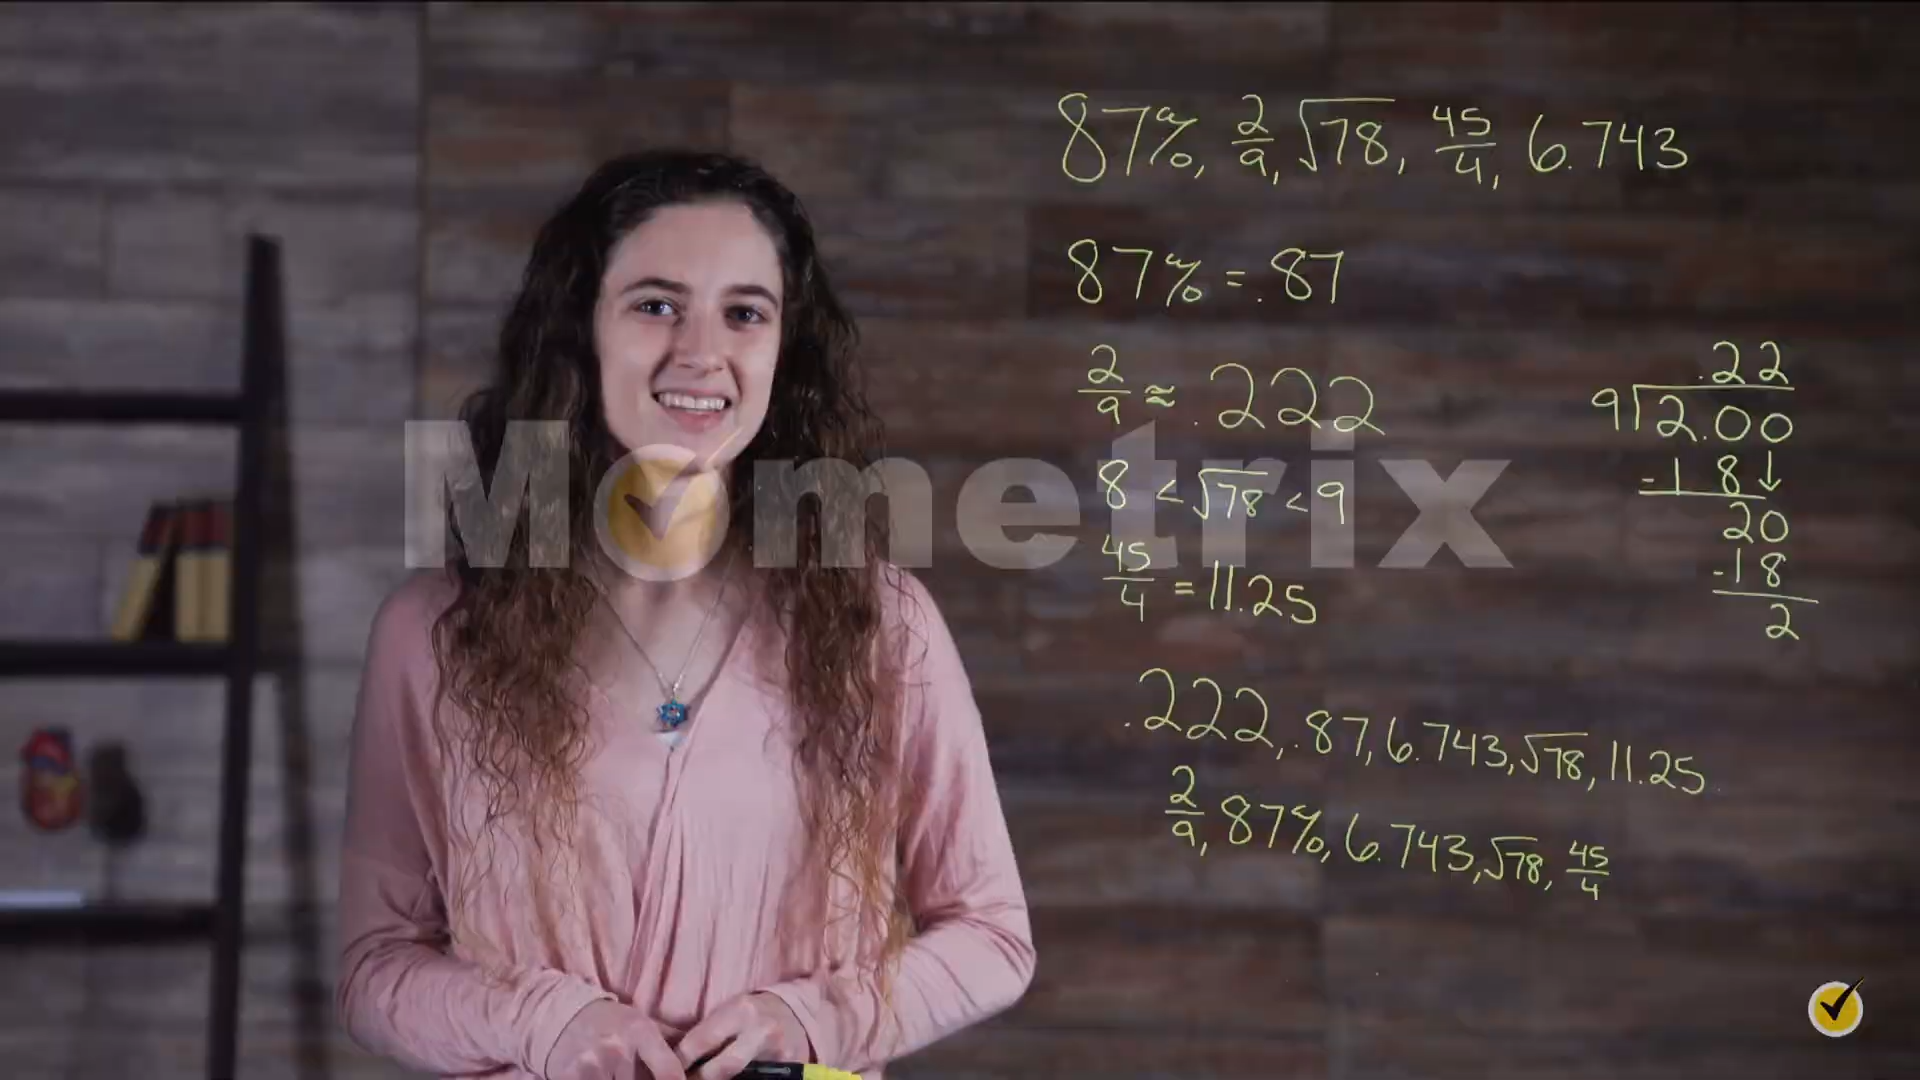 87%, 2/9, √78, 45/4, 6.743
87% = .87
2/9 ≈ .222
8 < √78 < 9
45/4 = 11.25
.22
9)2.00
-18↓
20
-18
2
.222, .87, 6.743, √78, 11.25
2/9, 87%, 6.743, √78, 45/4
Mometrix